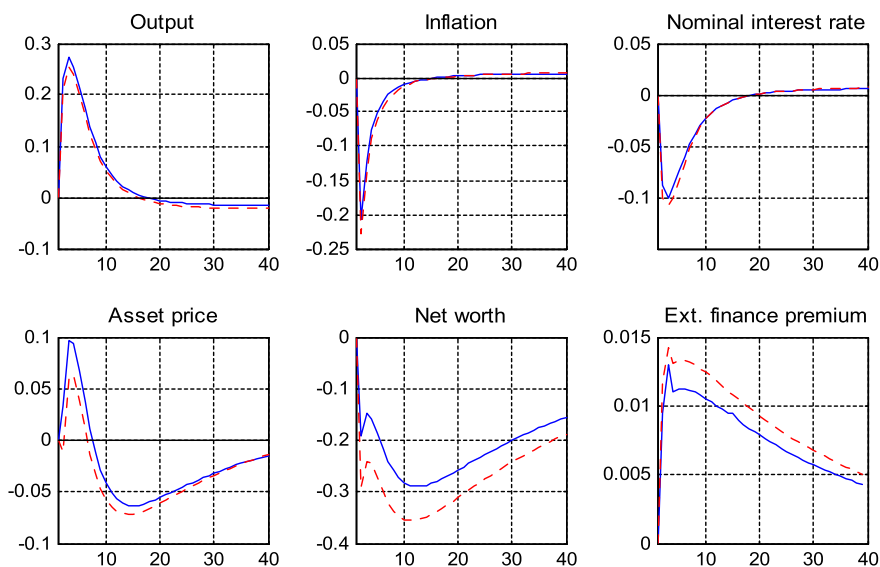 Output
0.3
0.2
0.1
0
-0.1
10 20 30 40
Inflation
0.05
0
-0.05
-0.1
-0.15
-0.2
-0.25
10 20 30 40
Nominal interest rate
0.05
0
-0.05
-0.1
10 20 30 40
Asset price
0.1
0.05
0
-0.05
-0.1
10 20 30 40
Net worth
0
-0.1
-0.2
-0.3
-0.4
10 20 30 40
Ext. finance premium
0.015
0.01
0.005
0
10 20 30 40